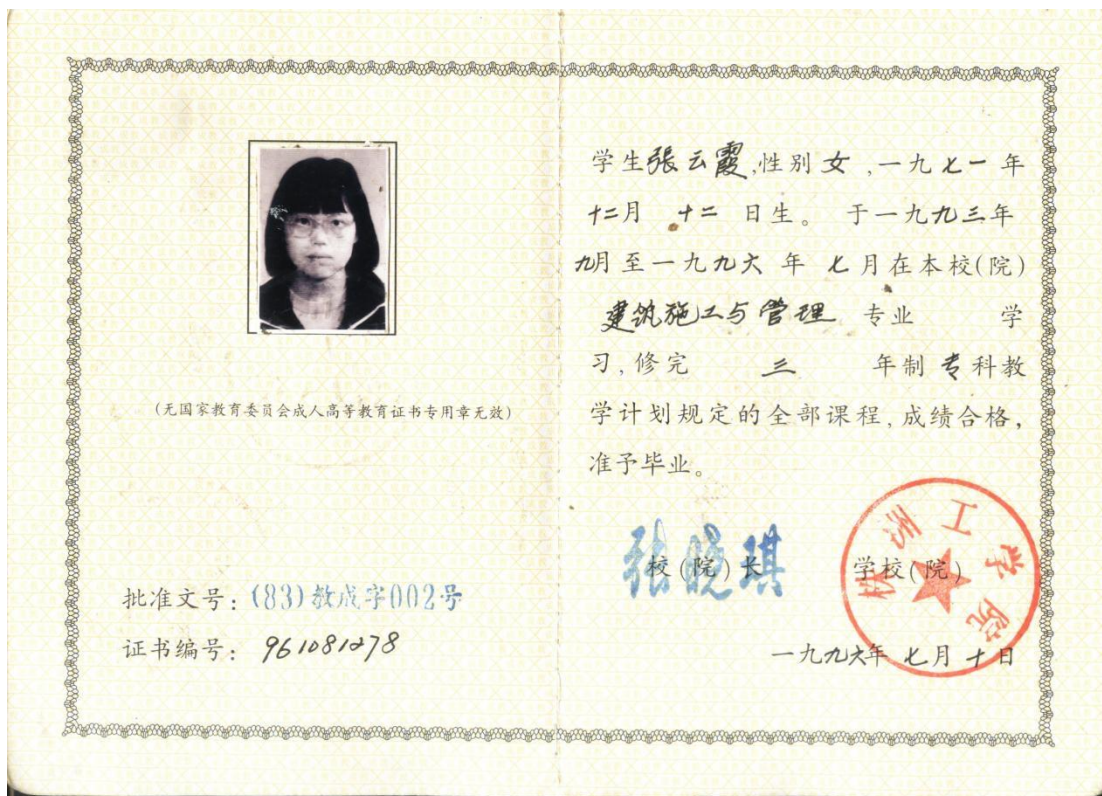 (无国家教育委员会成人高等教育证书专用章无效)
批准文号：(83)教成字002号
证书编号：961081278
学生張云霞,性别女,一九七一年
十二月 十二 日生。于一九九三年
九月至一九九六年 七月在本校(院)
建筑施工与管理 专业 学
习,修完 三 年制专科教
学计划规定的全部课程,成绩合格,
准予毕业。
校(院)长 张晓琪 学校(院)
工学院
一九九六年 七月 十日